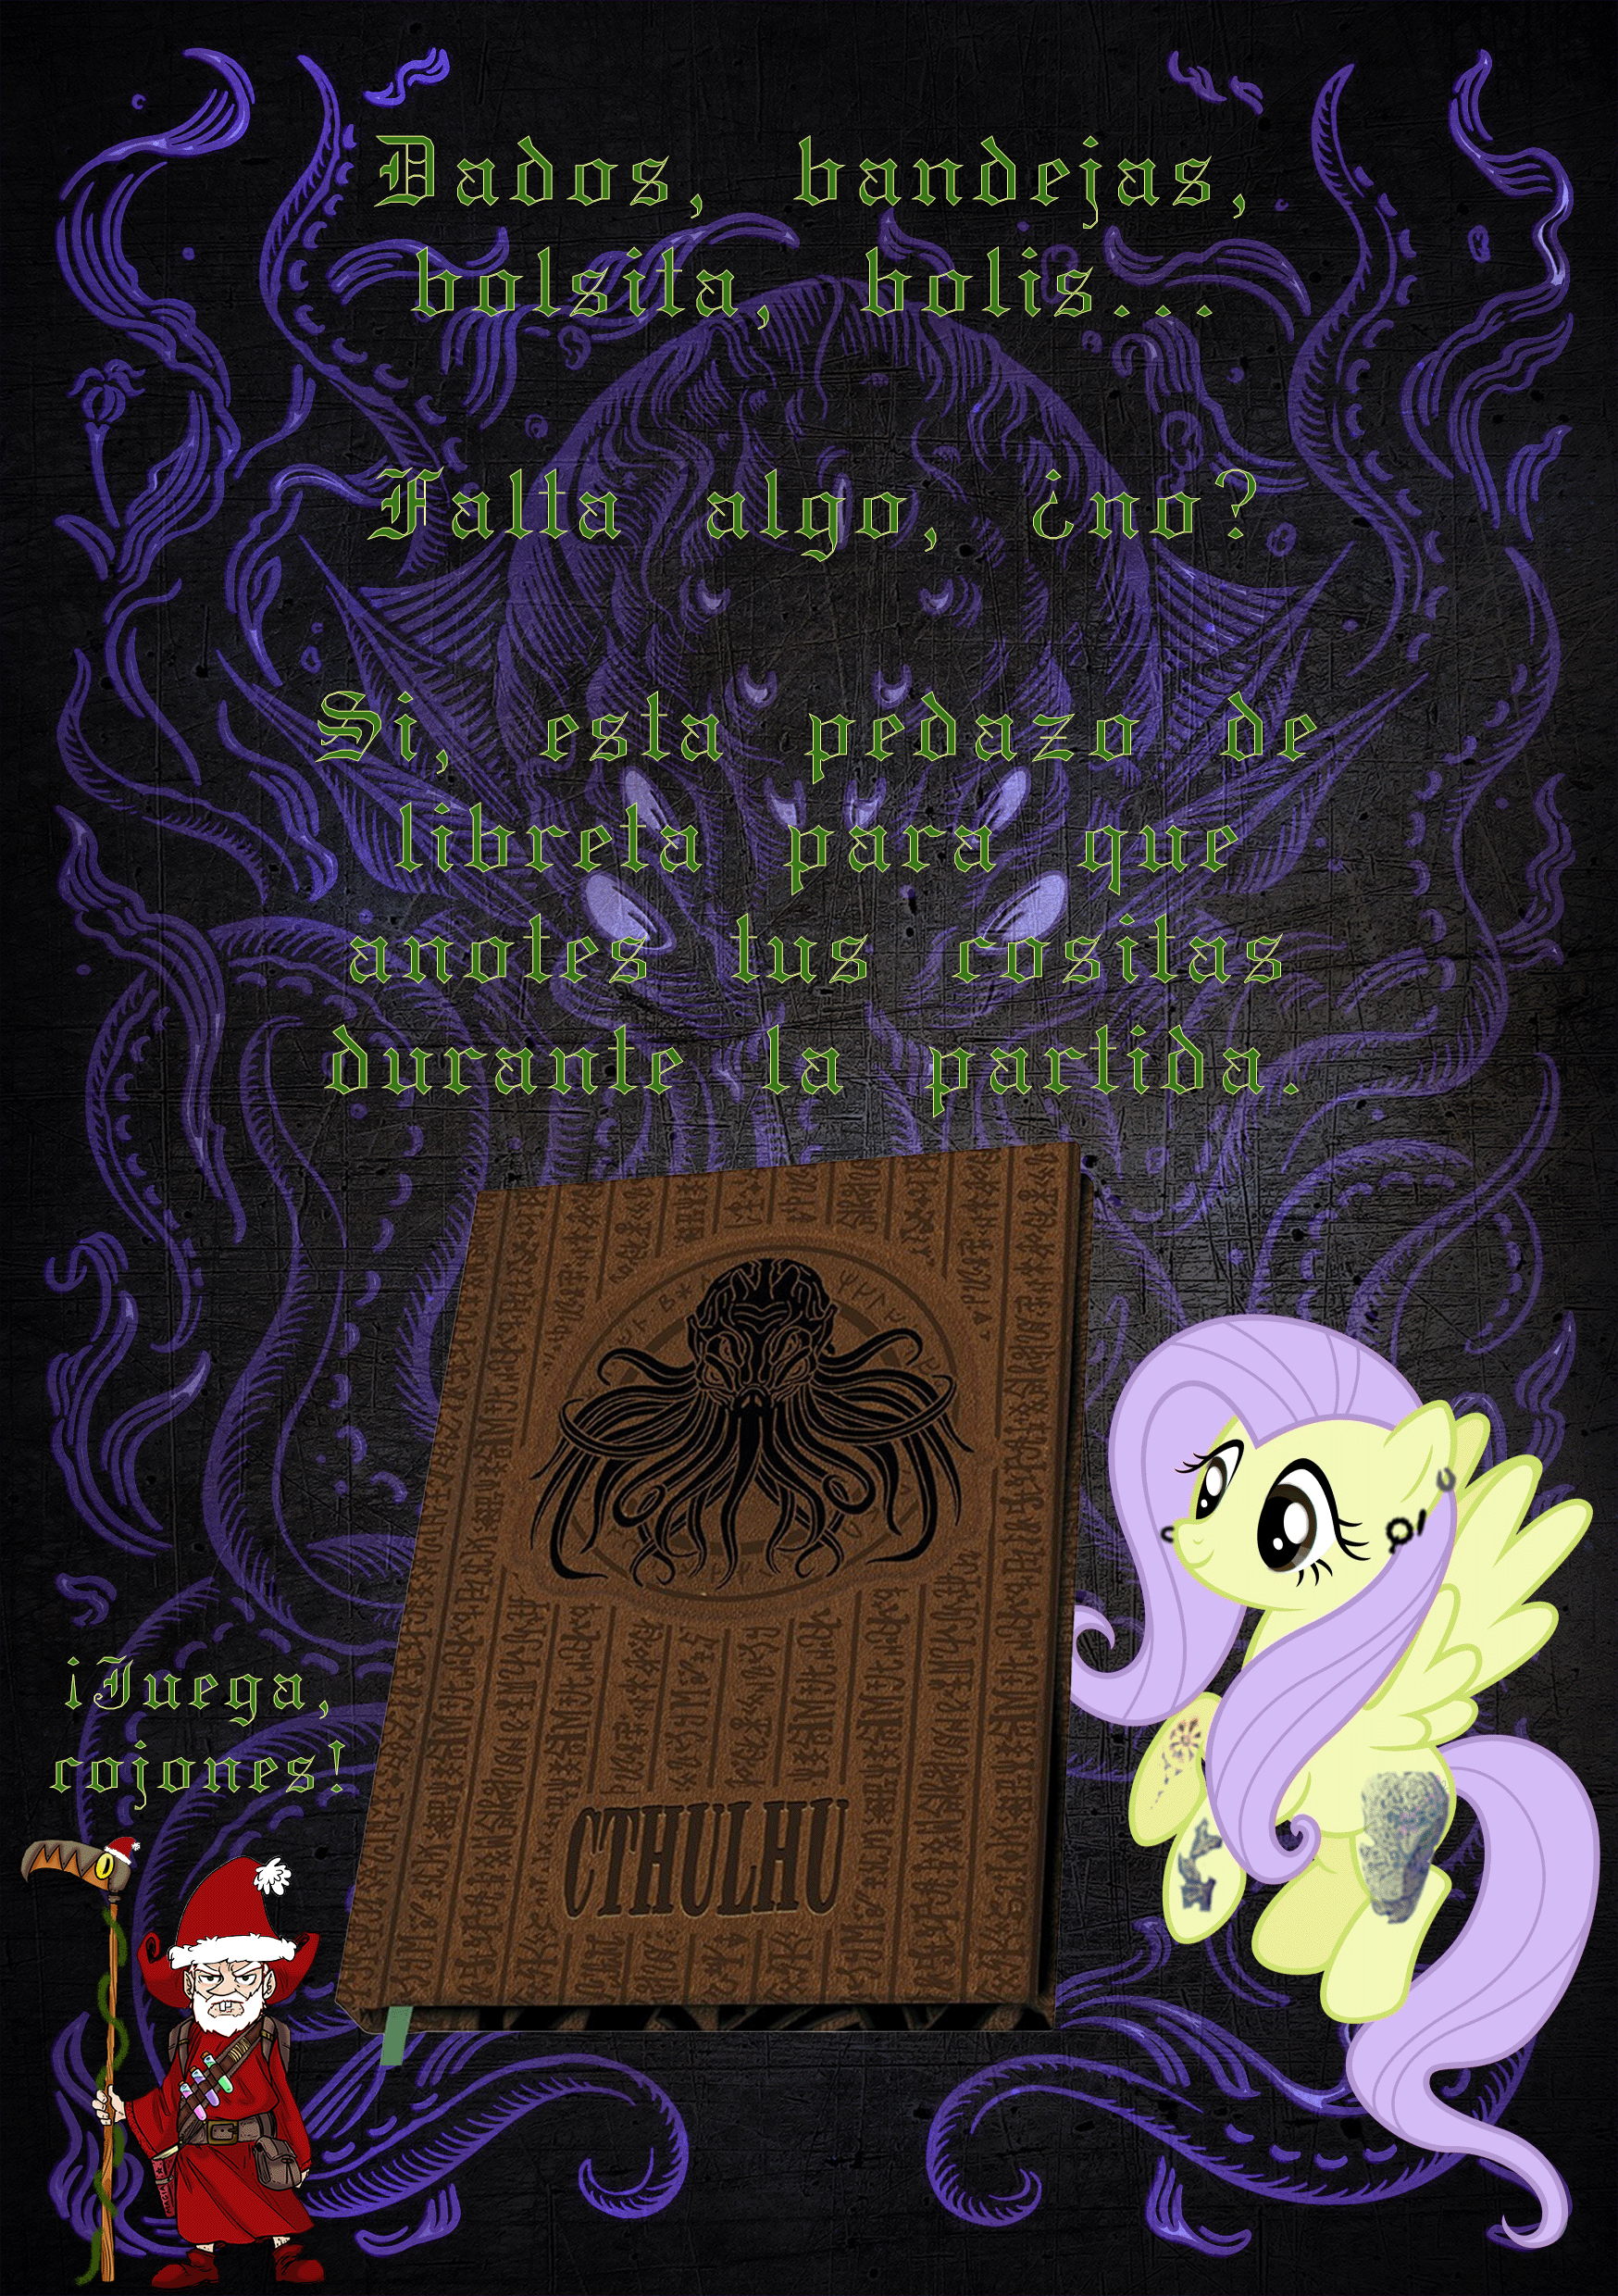 Dados, bandejas,
bolsita, bolis...
Falta algo, ¿no?
Si, esta pedazo de
libreta para que
anotes tus cositas
durante la partida.
¡Juega,
cojones!
CTHULHU